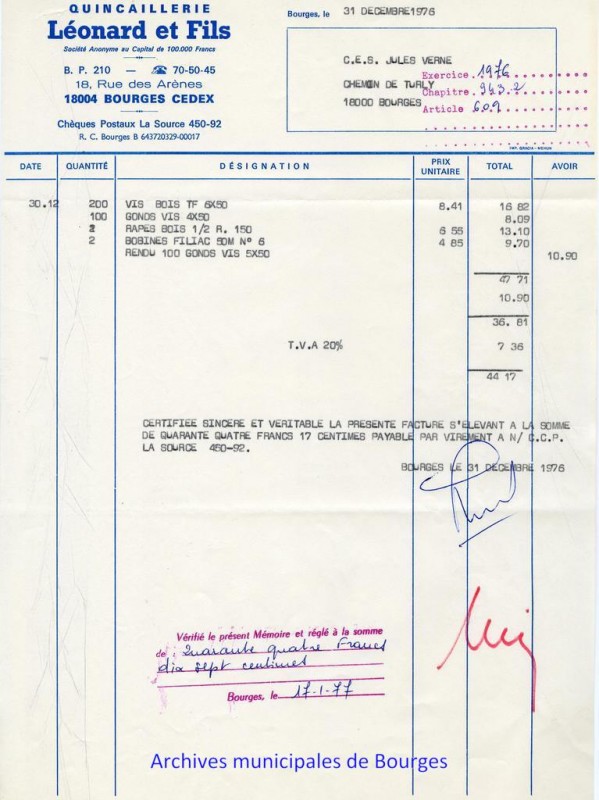 QUINCAILLERIE
Léonard et Fils
Société Anonyme au Capital de 100.000 Francs
B. P. 210 — ☎ 70-50-45
18, Rue des Arènes
18004 BOURGES CEDEX
Chèques Postaux La Source 450-92
R. C. Bourges B 643720329-00017
Bourges, le 31 DECEMBRE 1976
C.E.S. JULES VERNE
CHEMIN DE TURLY
18000 BOURGES
Exercice 1976
Chapitre 943.2
Article 609
DATE QUANTITÉ DÉSIGNATION PRIX UNITAIRE TOTAL AVOIR
30.12 200 VIS BOIS TF 6X50 8.41 16 82
100 GONDS VIS 4X50 8.09
2 RAPES BOIS 1/2 R. 150 6 55 13.10
2 BOBINES FILIAC 50M N° 6 4 85 9.70
RENDU 100 GONDS VIS 5X50 10.90
47 71
10.90
36. 81
T.V.A 20% 7 36
44 17
CERTIFIEE SINCERE ET VERITABLE LA PRESENTE FACTURE S'ELEVANT A LA SOMME
DE QUARANTE QUATRE FRANCS 17 CENTIMES PAYABLE PAR VIREMENT A N/ C.C.P.
LA SOURCE 450-92.
BOURGES LE 31 DECEMBRE 1976
Vérifié le présent Mémoire et réglé à la somme
de : Quarante quatre Francs
dix sept centimes
Bourges, le 17-1-77
Archives municipales de Bourges